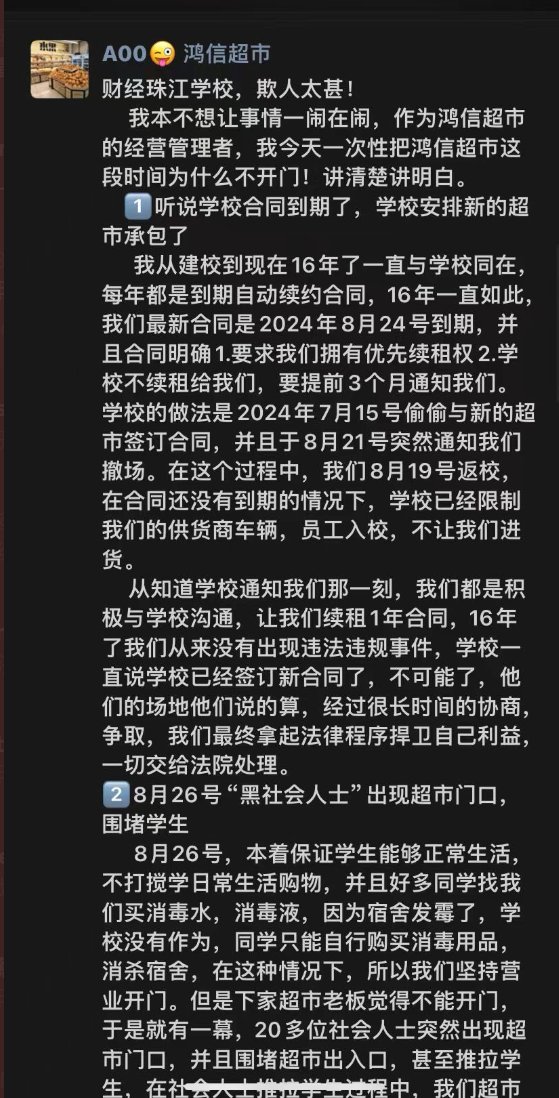 A00😜 鸿信超市
财经珠江学校，欺人太甚！
我本不想让事情一闹在闹，作为鸿信超市
的经营管理者，我今天一次性把鸿信超市这
段时间为什么不开门！讲清楚讲明白。
1️⃣听说学校合同到期了，学校安排新的超
市承包了
我从建校到现在16年了一直与学校同在，
每年都是到期自动续约合同，16年一直如此，
我们最新合同是2024年8月24号到期，并
且合同明确1.要求我们拥有优先续租权2.学
校不续租给我们，要提前3个月通知我们。
学校的做法是2024年7月15号偷偷与新的超
市签订合同，并且于8月21号突然通知我们
撤场。在这个过程中，我们8月19号返校，
在合同还没有到期的情况下，学校已经限制
我们的供货商车辆，员工入校，不让我们进
货。
从知道学校通知我们那一刻，我们都是积
极与学校沟通，让我们续租1年合同，16年
了我们从来没有出现违法违规事件，学校一
直说学校已经签订新合同了，不可能了，他
们的场地他们说的算，经过很长时间的协商，
争取，我们最终拿起法律程序捍卫自己利益，
一切交给法院处理。
2️⃣8月26号“黑社会人士”出现超市门口，
围堵学生
8月26号，本着保证学生能够正常生活，
不打搅学日常生活购物，并且好多同学找我
们买消毒水，消毒液，因为宿舍发霉了，学
校没有作为，同学只能自行购买消毒用品，
消杀宿舍，在这种情况下，所以我们坚持营
业开门。但是下家超市老板觉得不能开门，
于是就有一幕，20多位社会人士突然出现超
市门口，并且围堵超市出入口，甚至推拉学
生，在社会人士推拉学生过程中，我们超市